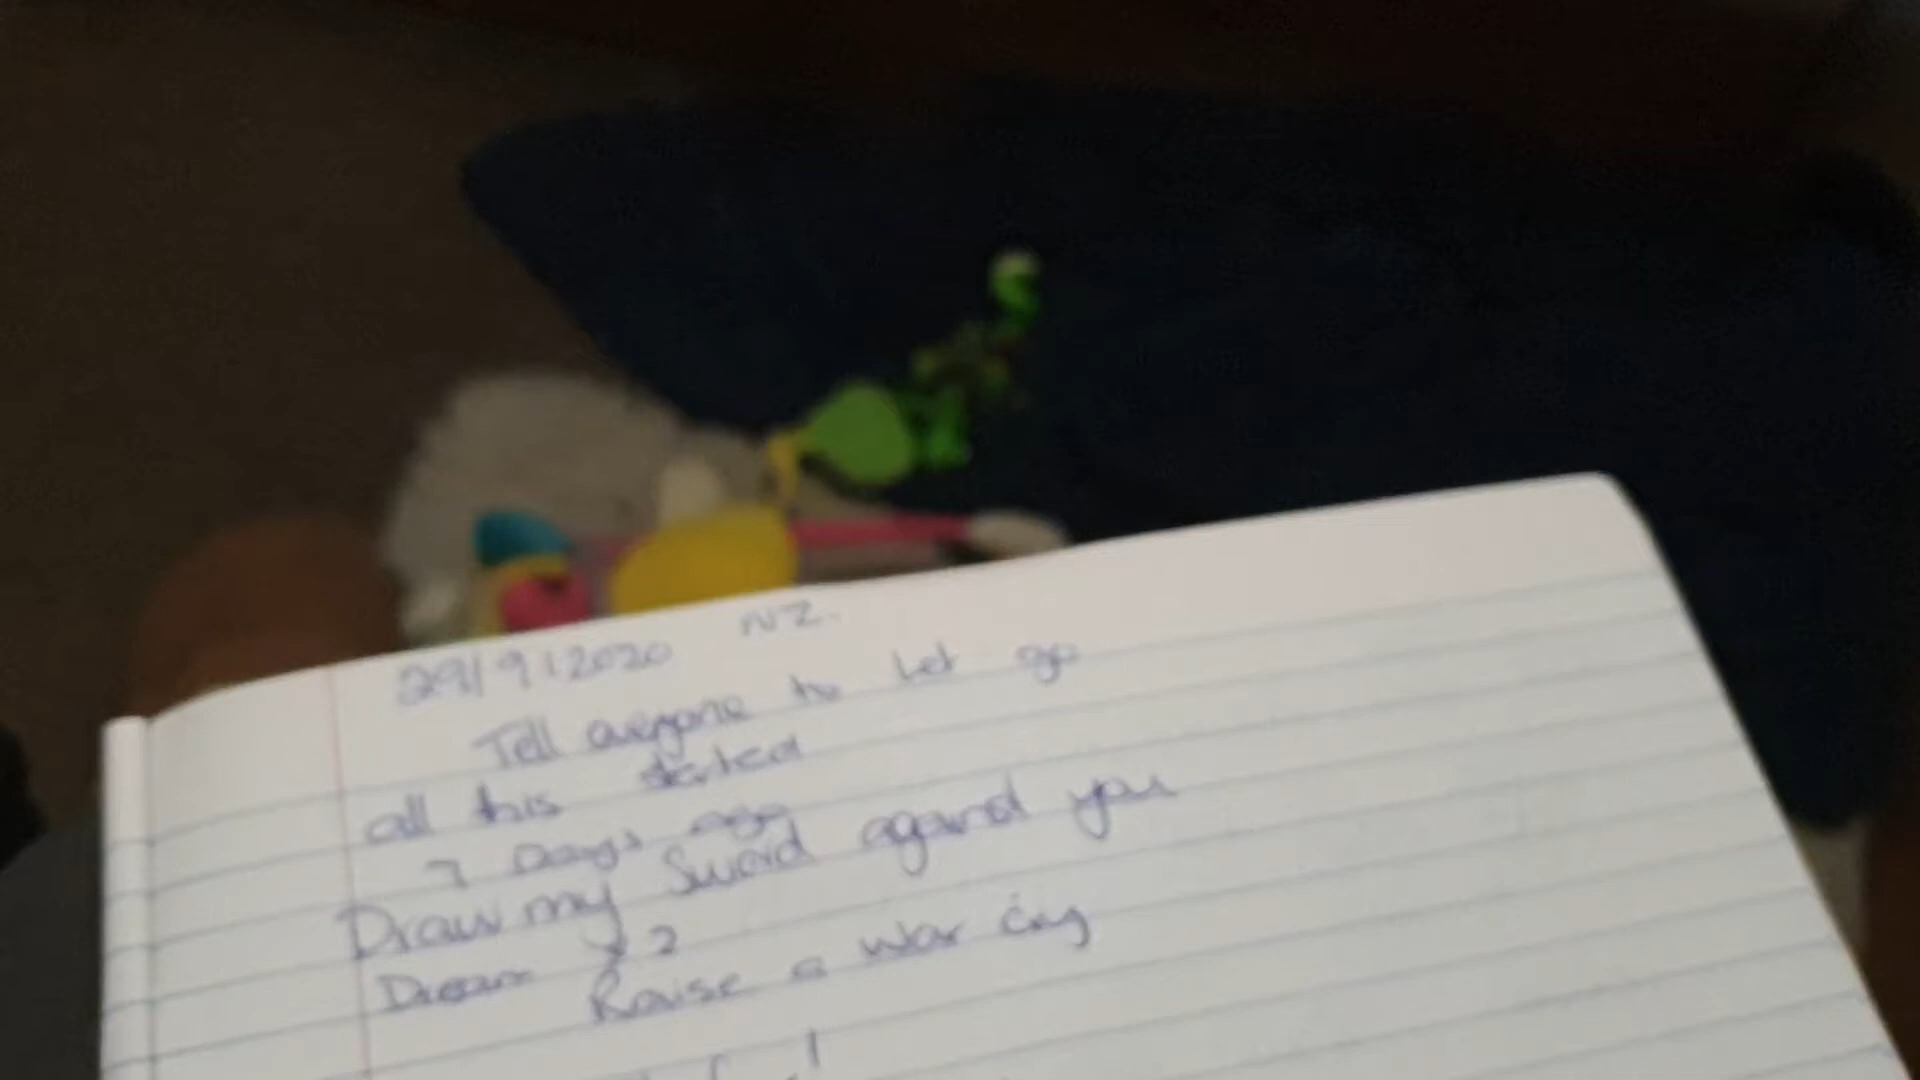 29/9/2020 NZ.
Tell everyone to let go
all this started
7 Days ago
Draw my Sword against you
Dream x 2
Raise a war cry